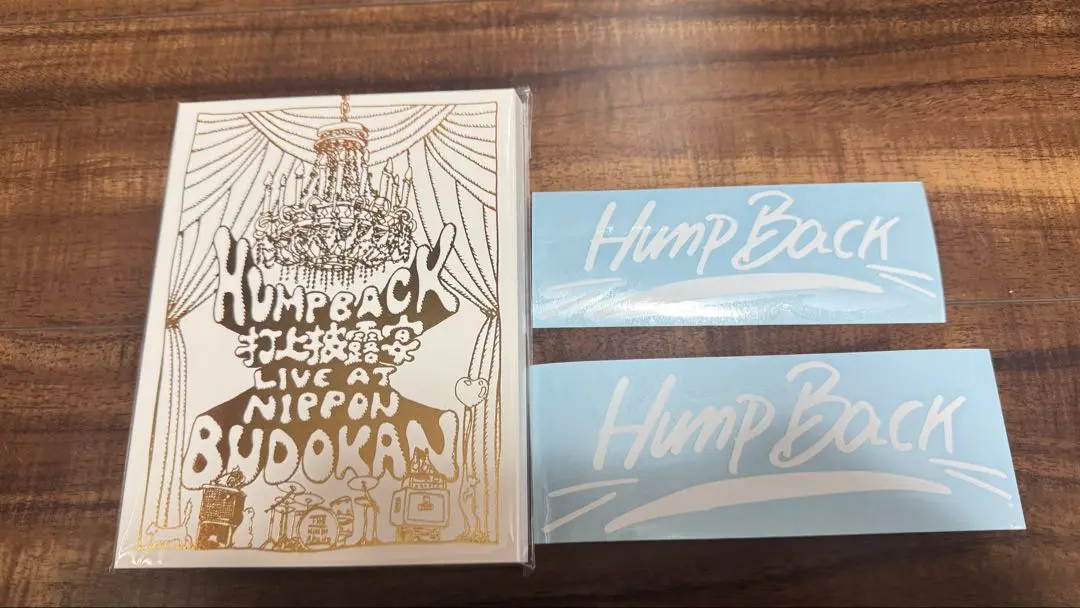 HUMPBACK
打上披露宴
LIVE AT
NIPPON
BUDOKAN
Hump Back
Hump Back